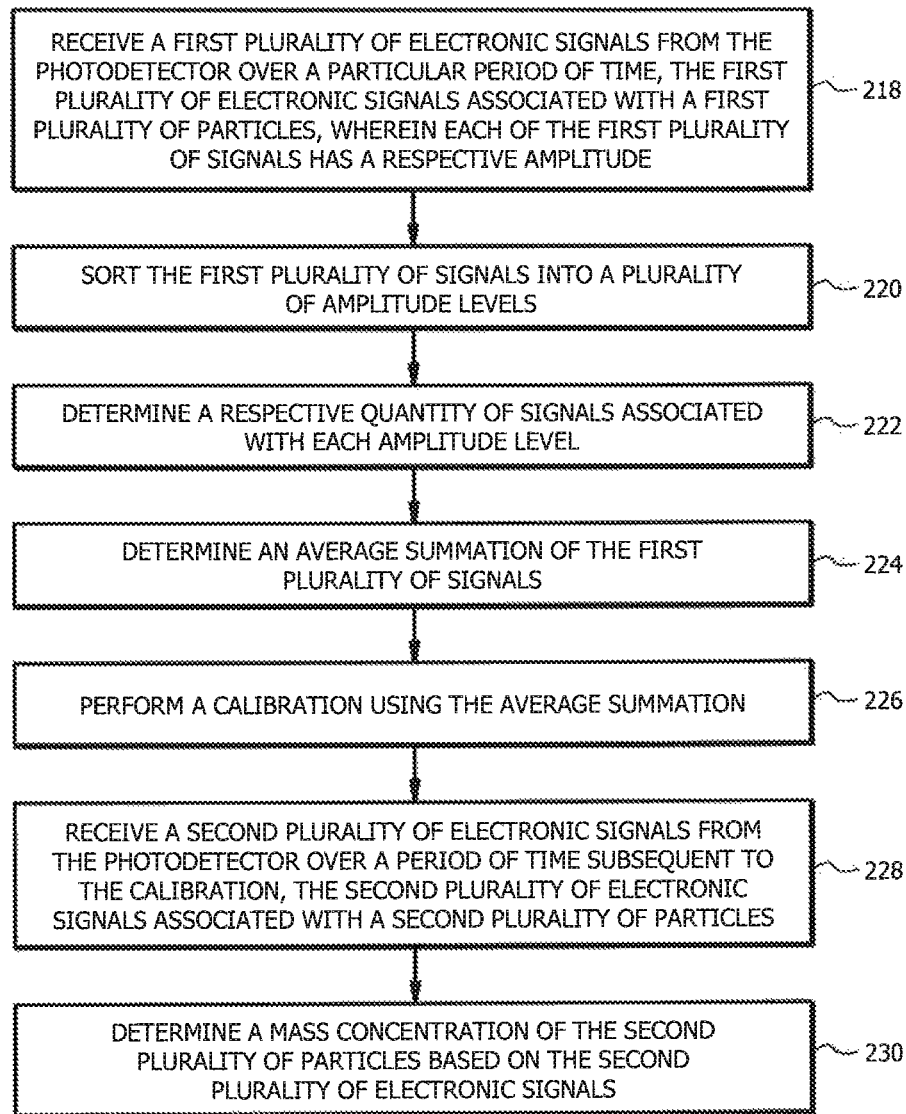 RECEIVE A FIRST PLURALITY OF ELECTRONIC SIGNALS FROM THE
PHOTODETECTOR OVER A PARTICULAR PERIOD OF TIME, THE FIRST
PLURALITY OF ELECTRONIC SIGNALS ASSOCIATED WITH A FIRST
PLURALITY OF PARTICLES, WHEREIN EACH OF THE FIRST PLURALITY
OF SIGNALS HAS A RESPECTIVE AMPLITUDE
218
SORT THE FIRST PLURALITY OF SIGNALS INTO A PLURALITY
OF AMPLITUDE LEVELS
220
DETERMINE A RESPECTIVE QUANTITY OF SIGNALS ASSOCIATED
WITH EACH AMPLITUDE LEVEL
222
DETERMINE AN AVERAGE SUMMATION OF THE FIRST
PLURALITY OF SIGNALS
224
PERFORM A CALIBRATION USING THE AVERAGE SUMMATION
226
RECEIVE A SECOND PLURALITY OF ELECTRONIC SIGNALS FROM
THE PHOTODETECTOR OVER A PERIOD OF TIME SUBSEQUENT TO
THE CALIBRATION, THE SECOND PLURALITY OF ELECTRONIC
SIGNALS ASSOCIATED WITH A SECOND PLURALITY OF PARTICLES
228
DETERMINE A MASS CONCENTRATION OF THE SECOND
PLURALITY OF PARTICLES BASED ON THE SECOND
PLURALITY OF ELECTRONIC SIGNALS
230